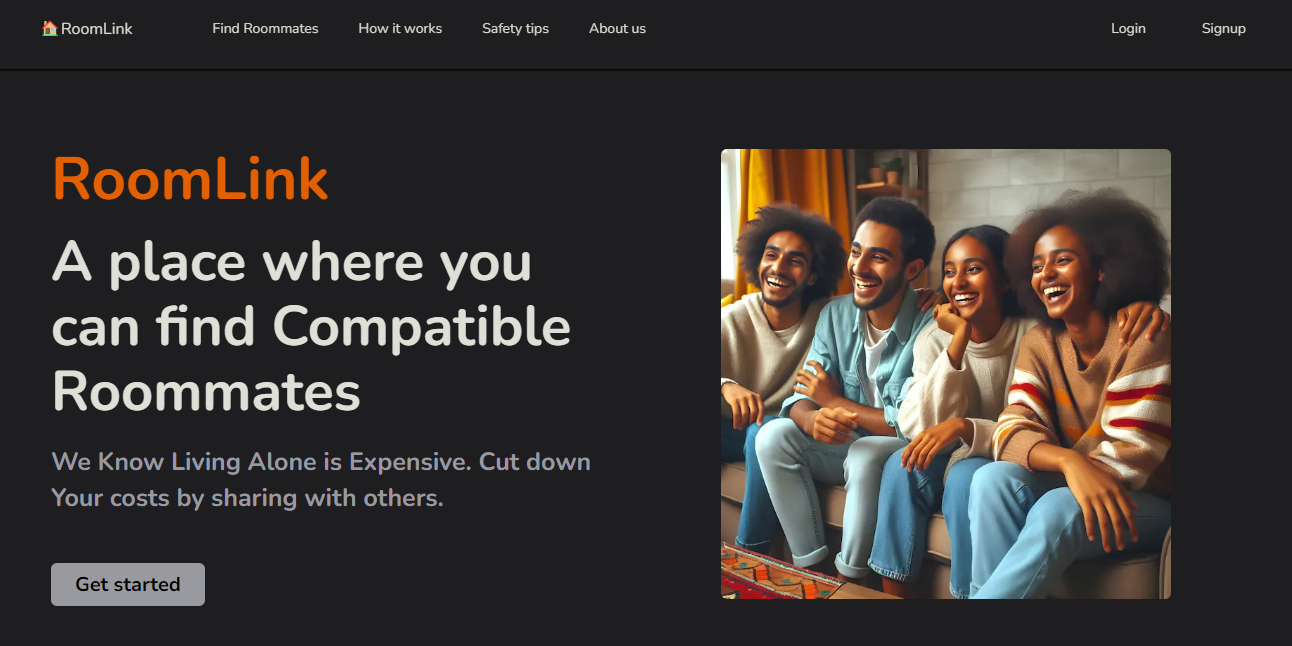 🏠RoomLink Find Roommates How it works Safety tips About us Login Signup
RoomLink
A place where you
can find Compatible
Roommates
We Know Living Alone is Expensive. Cut down
Your costs by sharing with others.
Get started